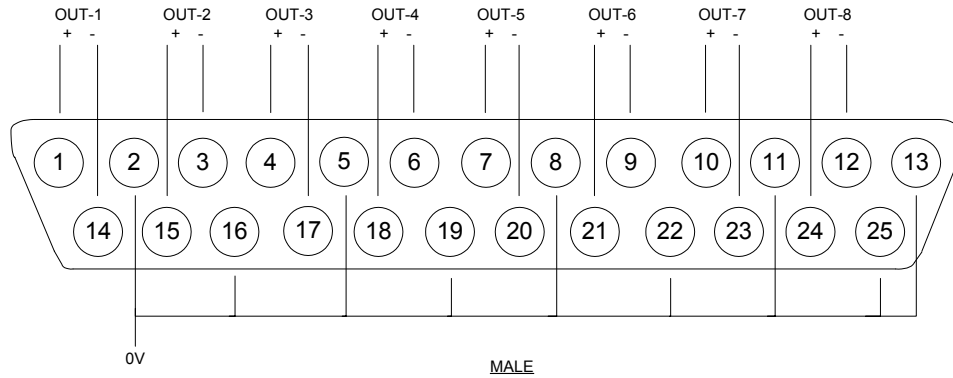 OUT-1 OUT-2 OUT-3 OUT-4 OUT-5 OUT-6 OUT-7 OUT-8
+ - + - + - + - + - + - + - + -
1 2 3 4 5 6 7 8 9 10 11 12 13
14 15 16 17 18 19 20 21 22 23 24 25
0V
MALE